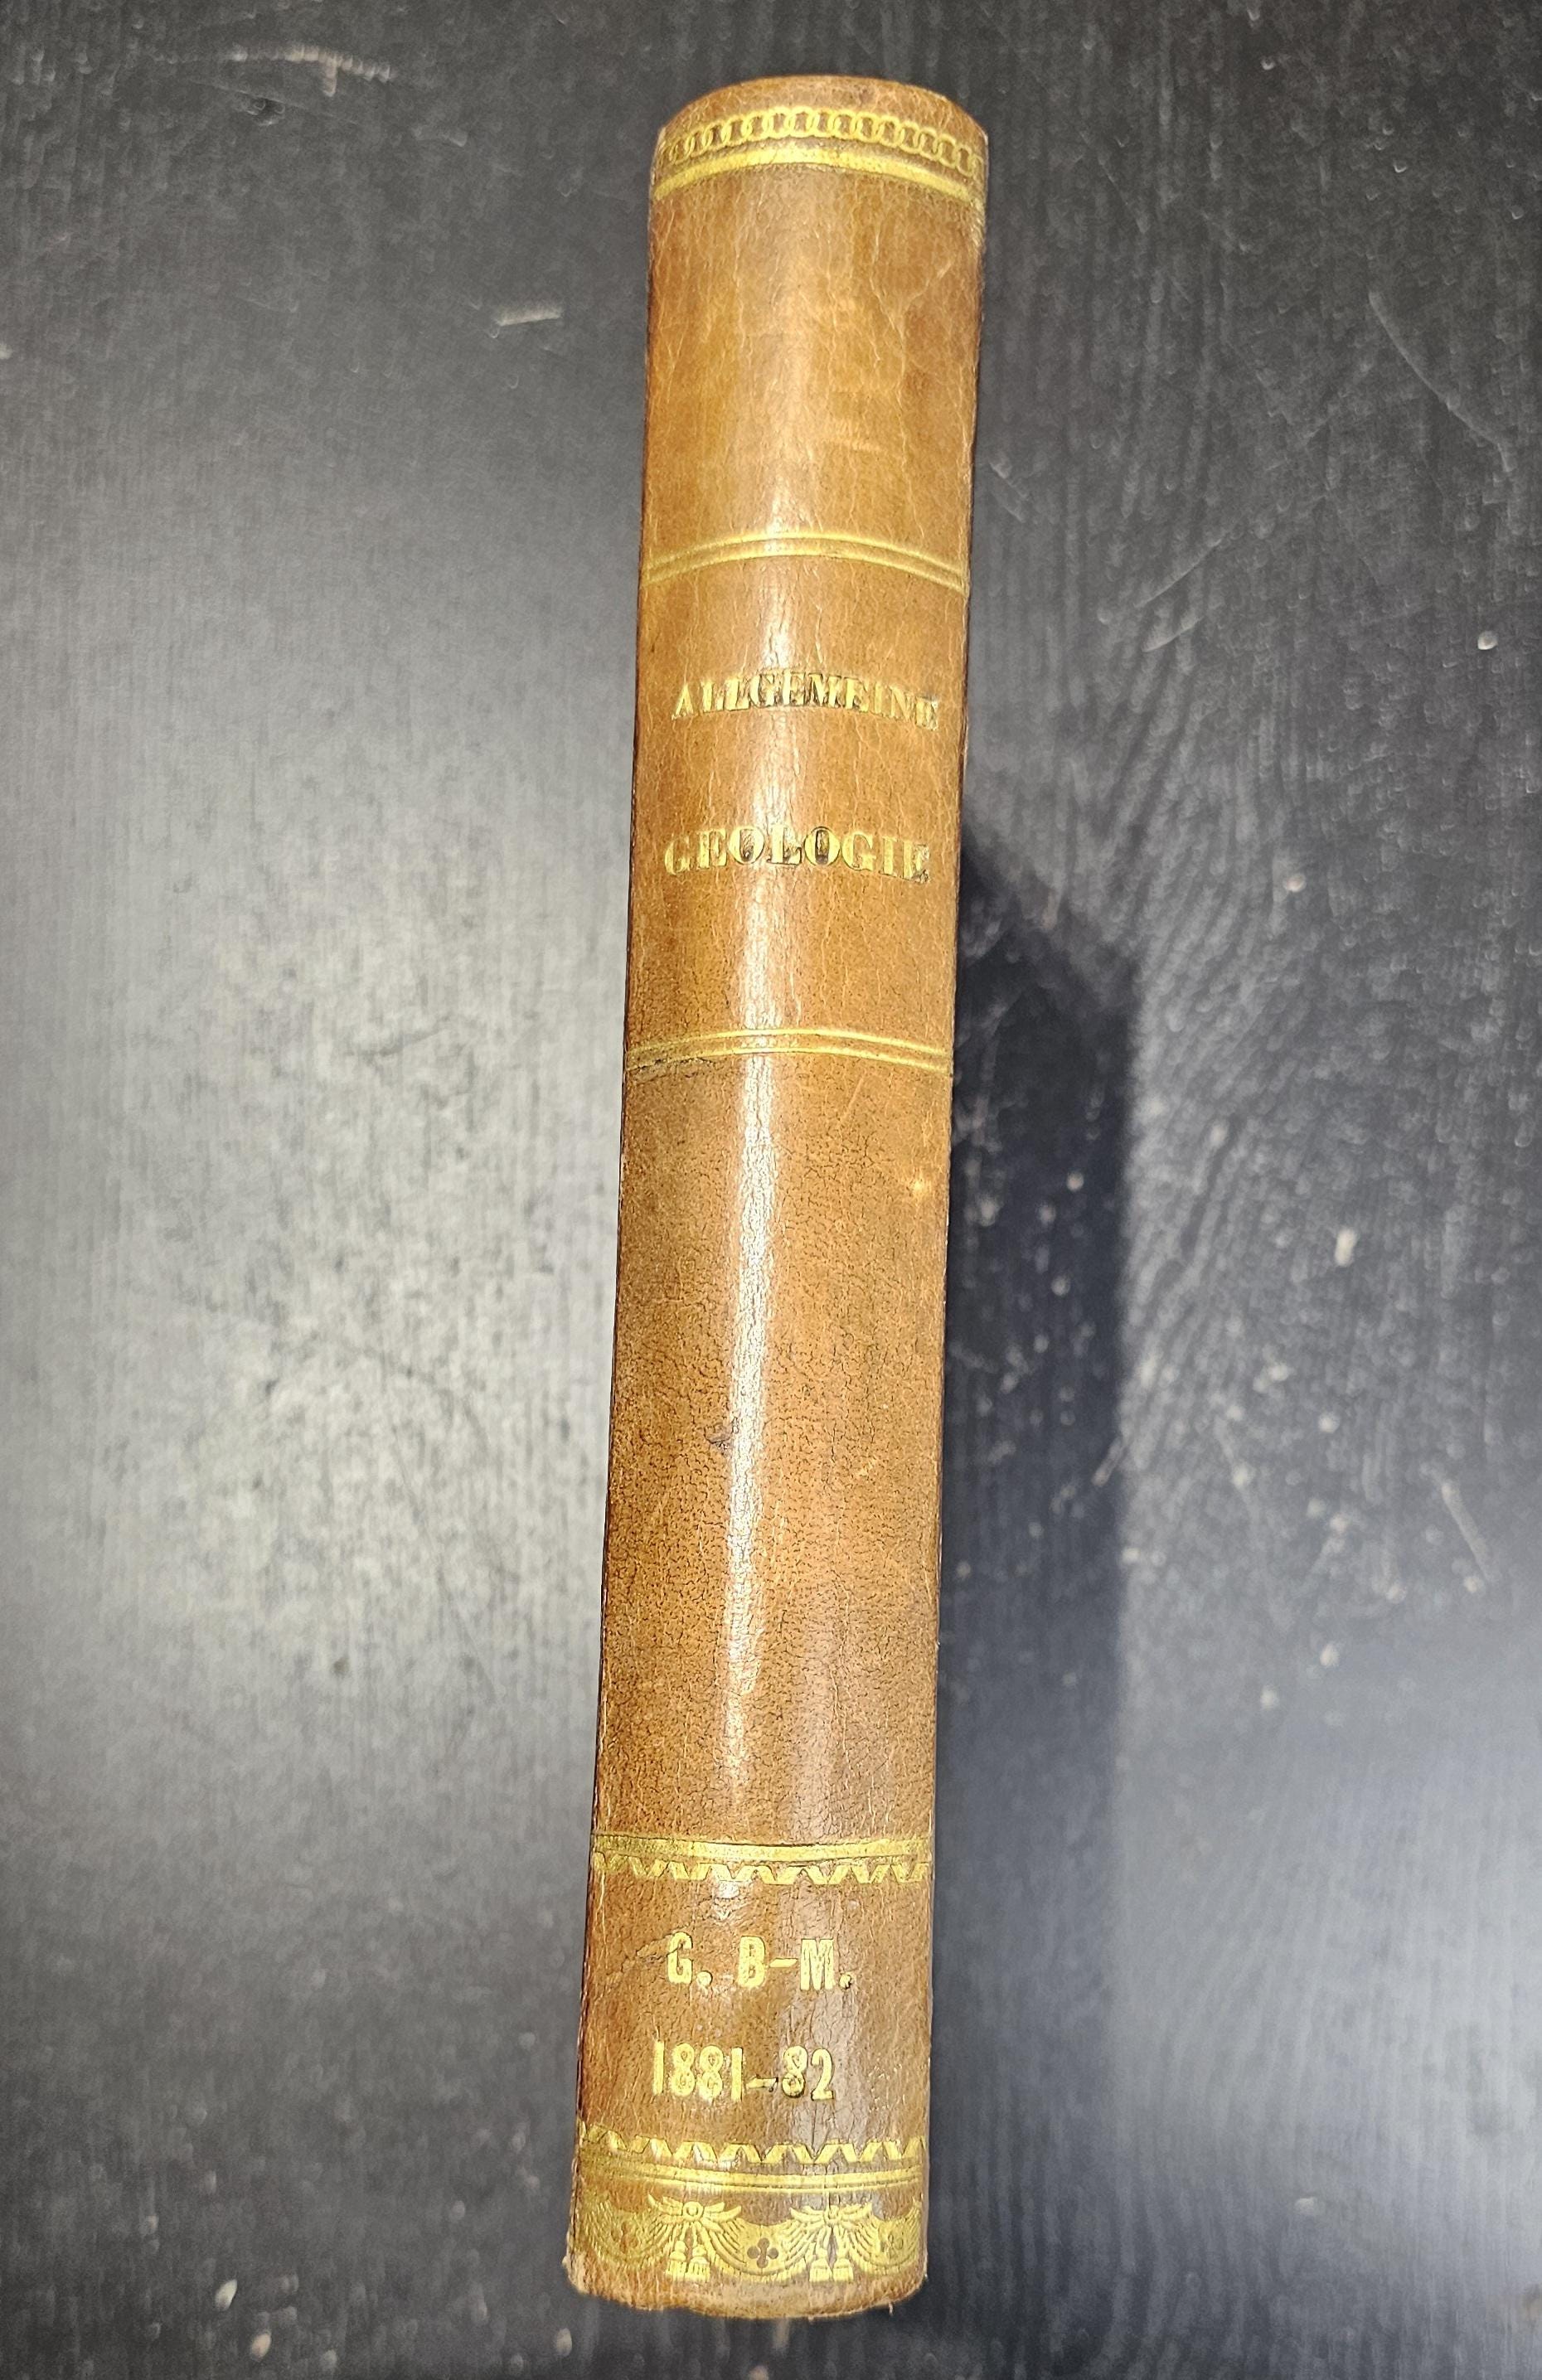 ALLGEMEINE
GEOLOGIE
G. B-M.
1881-82